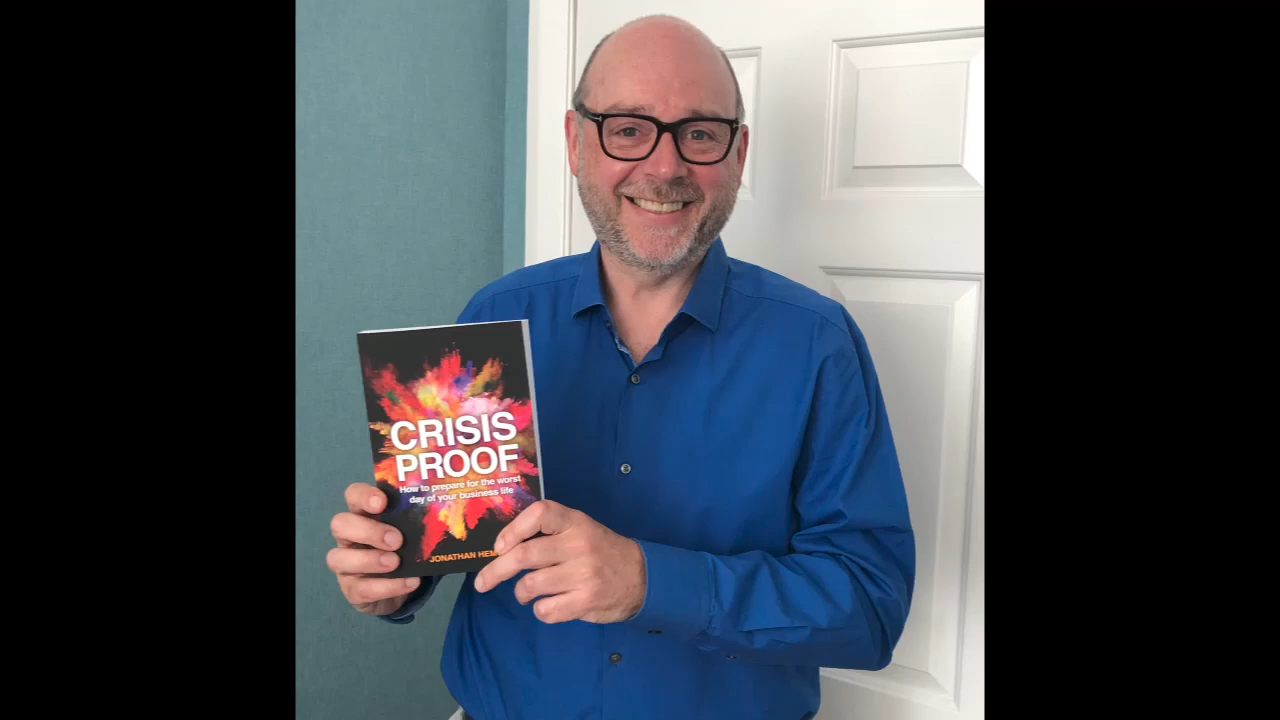 CRISIS
PROOF
How to prepare for the worst
day of your business life
JONATHAN